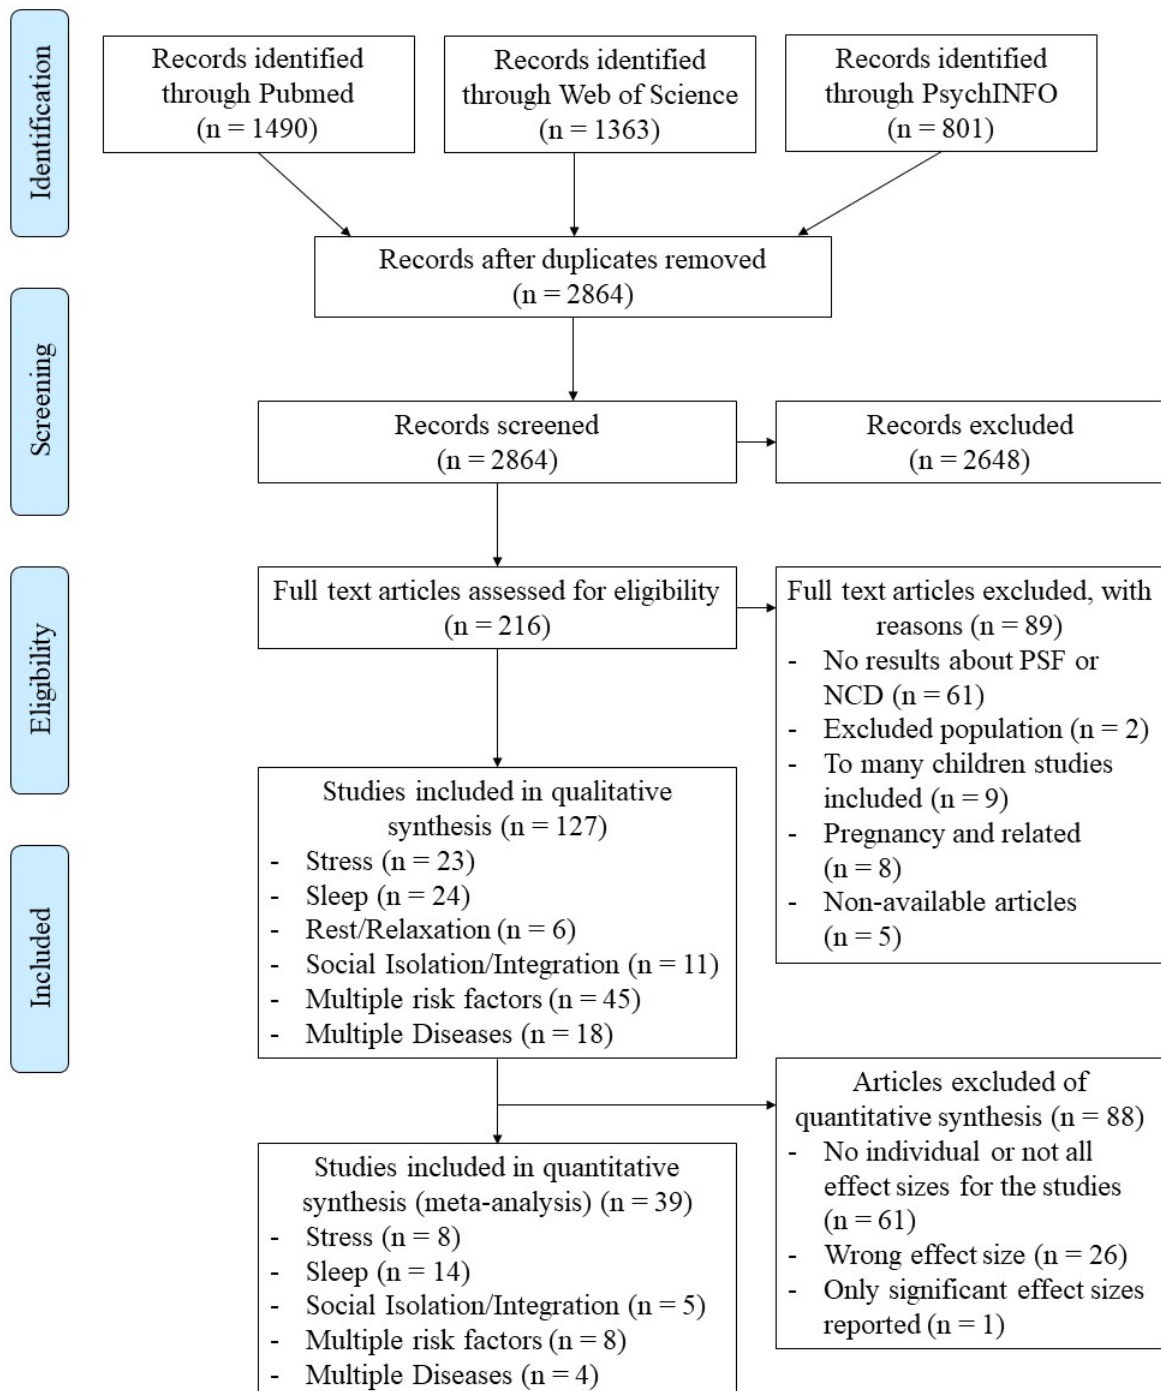 Identification
Records identified
through Pubmed
(n = 1490)
Records identified
through Web of Science
(n = 1363)
Records identified
through PsychINFO
(n = 801)
Records after duplicates removed
(n = 2864)
Screening
Records screened
(n = 2864)
Records excluded
(n = 2648)
Eligibility
Full text articles assessed for eligibility
(n = 216)
Full text articles excluded, with
reasons (n = 89)
- No results about PSF or
NCD (n = 61)
- Excluded population (n = 2)
- To many children studies
included (n = 9)
- Pregnancy and related
(n = 8)
- Non-available articles
(n = 5)
Included
Studies included in qualitative
synthesis (n = 127)
- Stress (n = 23)
- Sleep (n = 24)
- Rest/Relaxation (n = 6)
- Social Isolation/Integration (n = 11)
- Multiple risk factors (n = 45)
- Multiple Diseases (n = 18)
Articles excluded of
quantitative synthesis (n = 88)
- No individual or not all
effect sizes for the studies
(n = 61)
- Wrong effect size (n = 26)
- Only significant effect sizes
reported (n = 1)
Studies included in quantitative
synthesis (meta-analysis) (n = 39)
- Stress (n = 8)
- Sleep (n = 14)
- Social Isolation/Integration (n = 5)
- Multiple risk factors (n = 8)
- Multiple Diseases (n = 4)